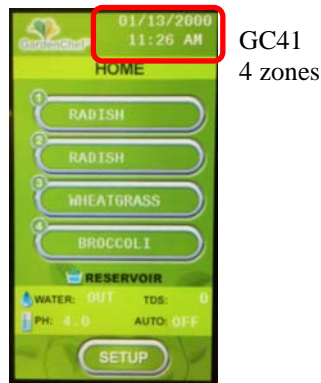 01/13/2000
GardenChef 11:26 AM
GC41
HOME
4 zones
1 RADISH
2 RADISH
3 WHEATGRASS
4 BROCCOLI
RESERVOIR
WATER: OUT TDS: 0
PH: 4.0 AUTO: OFF
SETUP